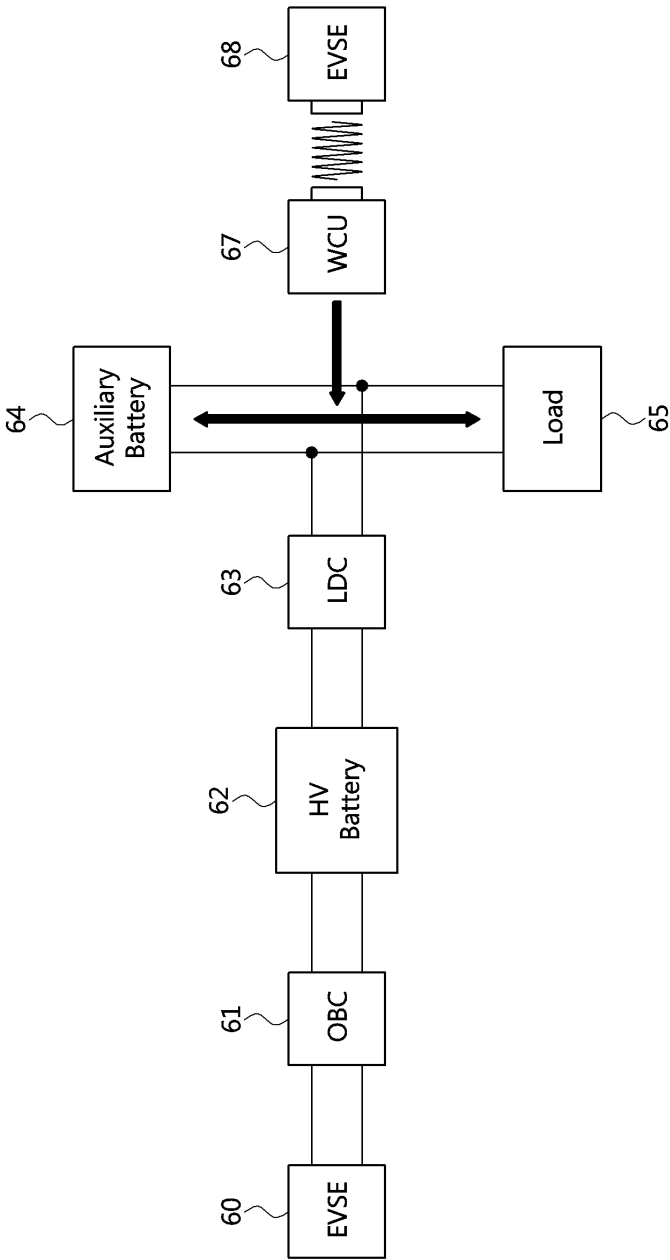 60
EVSE
61
OBC
62
HV
Battery
63
LDC
64
Auxiliary
Battery
65
Load
67
WCU
68
EVSE